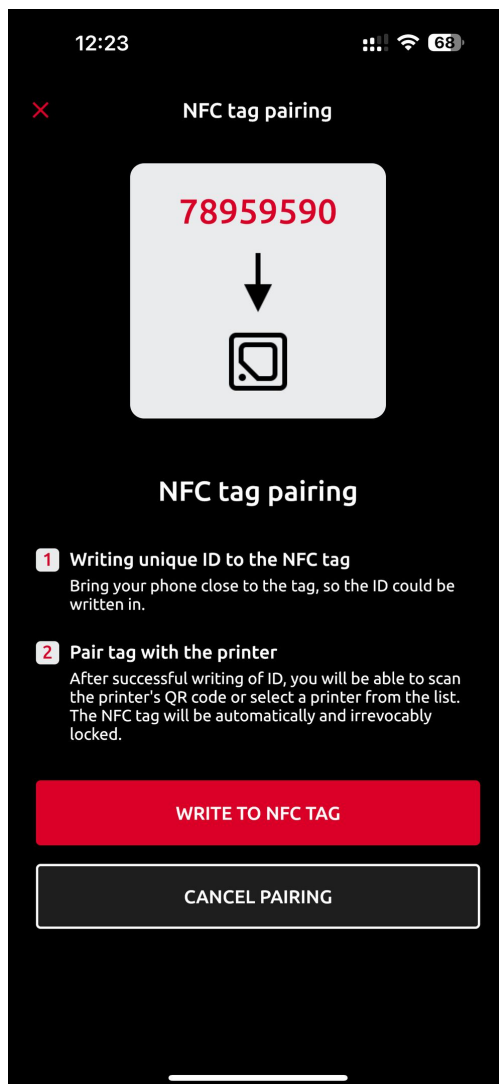 12:23
68
NFC tag pairing
78959590
NFC tag pairing
1 Writing unique ID to the NFC tag
Bring your phone close to the tag, so the ID could be
written in.
2 Pair tag with the printer
After successful writing of ID, you will be able to scan
the printer's QR code or select a printer from the list.
The NFC tag will be automatically and irrevocably
locked.
WRITE TO NFC TAG
CANCEL PAIRING